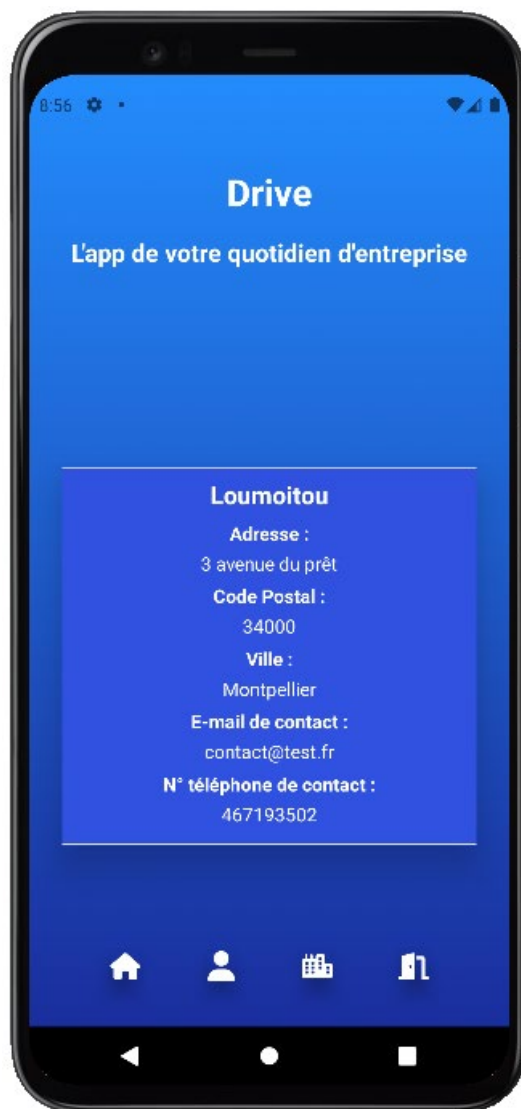 8:56
Drive
L'app de votre quotidien d'entreprise
Loumoitou
Adresse :
3 avenue du prêt
Code Postal :
34000
Ville :
Montpellier
E-mail de contact :
contact@test.fr
N° téléphone de contact :
467193502